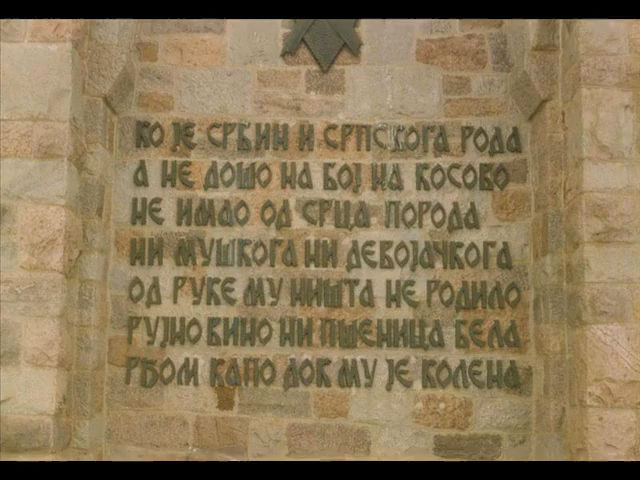 КО ЈЕ СРБИН И СРПСКОГА РОДА
А НЕ ДОШО НА БОЈ НА КОСОВО
НЕ ИМАО ОД СРЦА ПОРОДА
НИ МУШКОГА НИ ДЕВОЈАЧКОГА
ОД РУКЕ МУ НИШТА НЕ РОДИЛО
РУЈНО ВИНО НИ ПШЕНИЦА БЕЛА
РЂОМ КАПО ДОК МУ ЈЕ КОЛЕНА